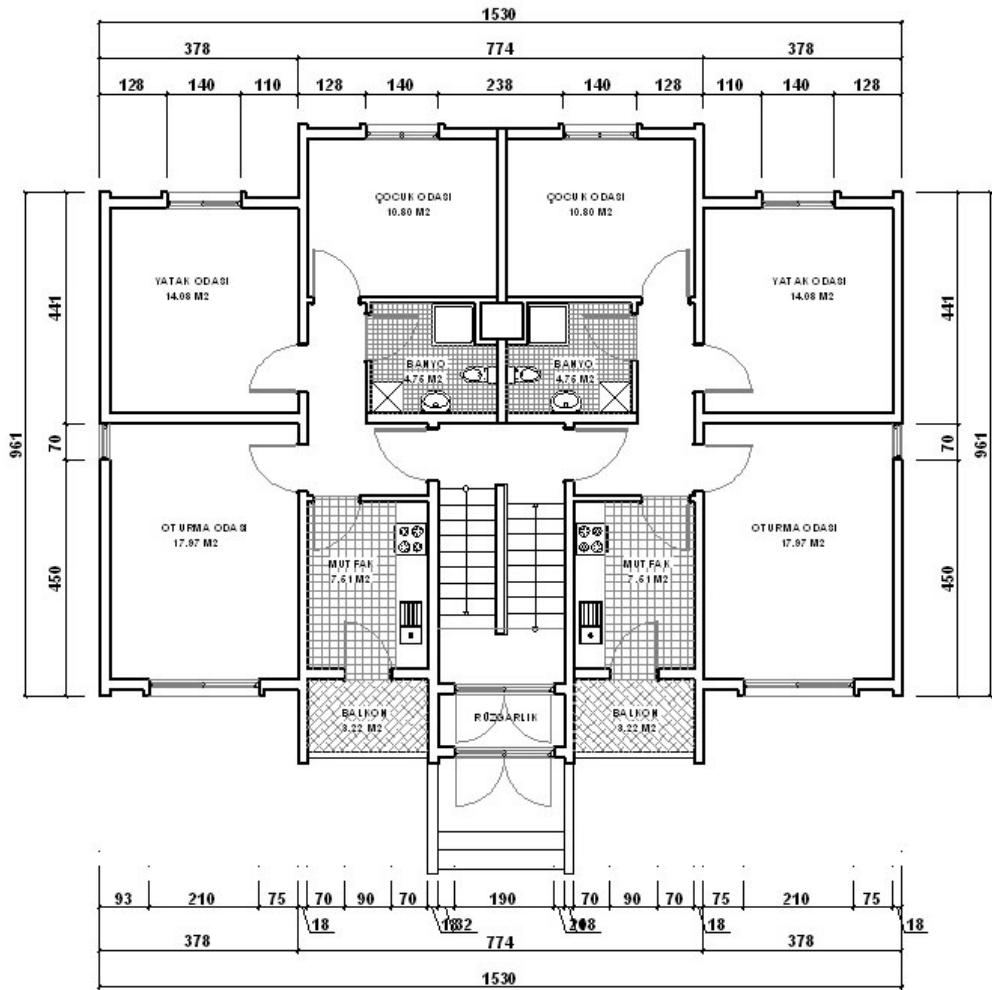 1530
378 774 378
128 140 110 128 140 238 140 128 110 140 128
ÇOCUK ODASI
10.80 M2
ÇOCUK ODASI
10.80 M2
YATAK ODASI
14.08 M2
YATAK ODASI
14.08 M2
441
441
BANYO
4.75 M2
BANYO
4.75 M2
961
70
70
961
OTURMA ODASI
17.97 M2
OTURMA ODASI
17.97 M2
MUTFAK
7.51 M2
MUTFAK
7.51 M2
450
450
BALKON
3.22 M2
RÜZGARLIK
BALKON
3.22 M2
93 210 75 70 90 70 190 70 90 70 75 210 75
18 18 18
378 774 378
1530